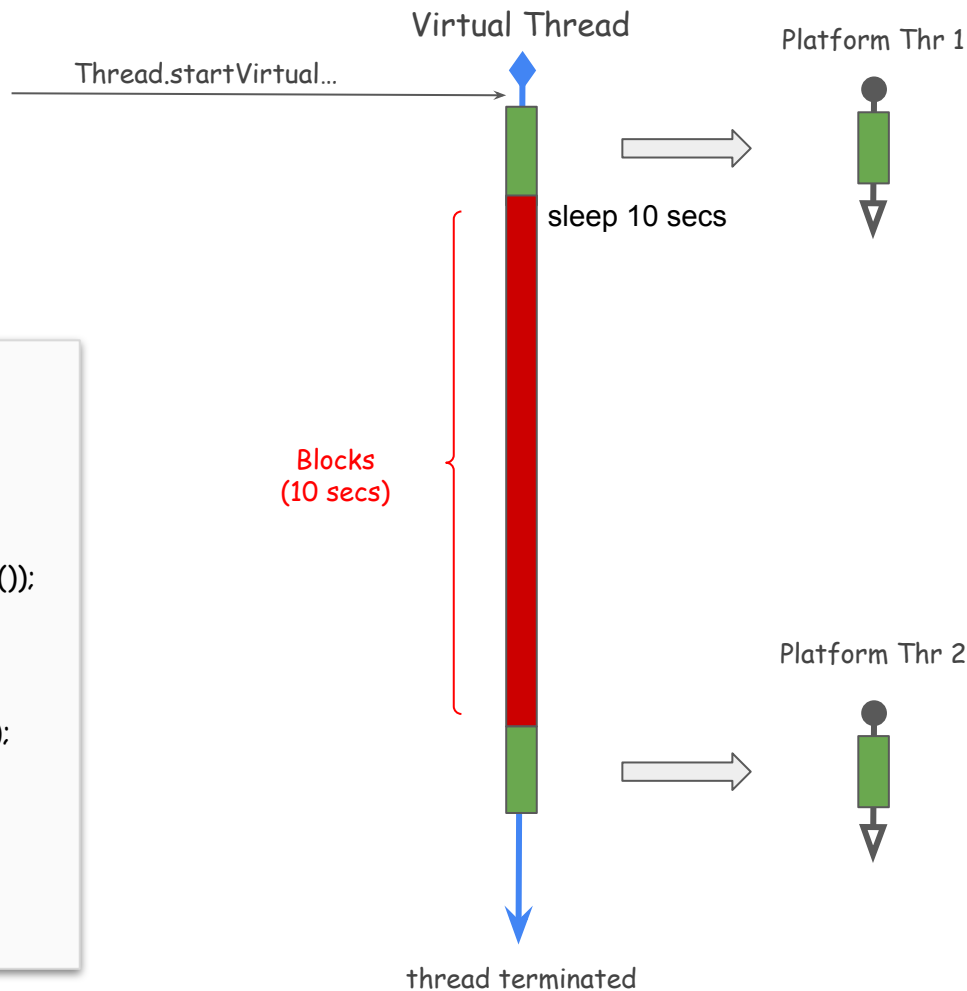 Virtual Thread
Platform Thr 1
Thread.startVirtual...
sleep 10 secs
Blocks
(10 secs)
());
Platform Thr 2
);
thread terminated